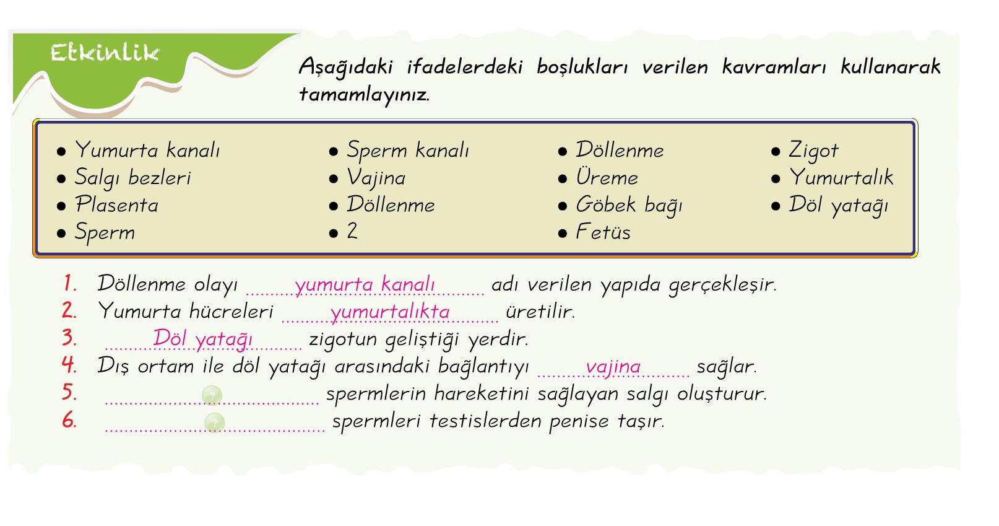 Etkinlik
Aşağıdaki ifadelerdeki boşlukları verilen kavramları kullanarak
tamamlayınız.
• Yumurta kanalı • Sperm kanalı • Döllenme • Zigot
• Salgı bezleri • Vajina • Üreme • Yumurtalık
• Plasenta • Döllenme • Göbek bağı • Döl yatağı
• Sperm • 2 • Fetüs
1. Döllenme olayı yumurta kanalı adı verilen yapıda gerçekleşir.
2. Yumurta hücreleri yumurtalıkta üretilir.
3. Döl yatağı zigotun geliştiği yerdir.
4. Dış ortam ile döl yatağı arasındaki bağlantıyı vajina sağlar.
5. ? spermlerin hareketini sağlayan salgı oluşturur.
6. ? spermleri testislerden penise taşır.